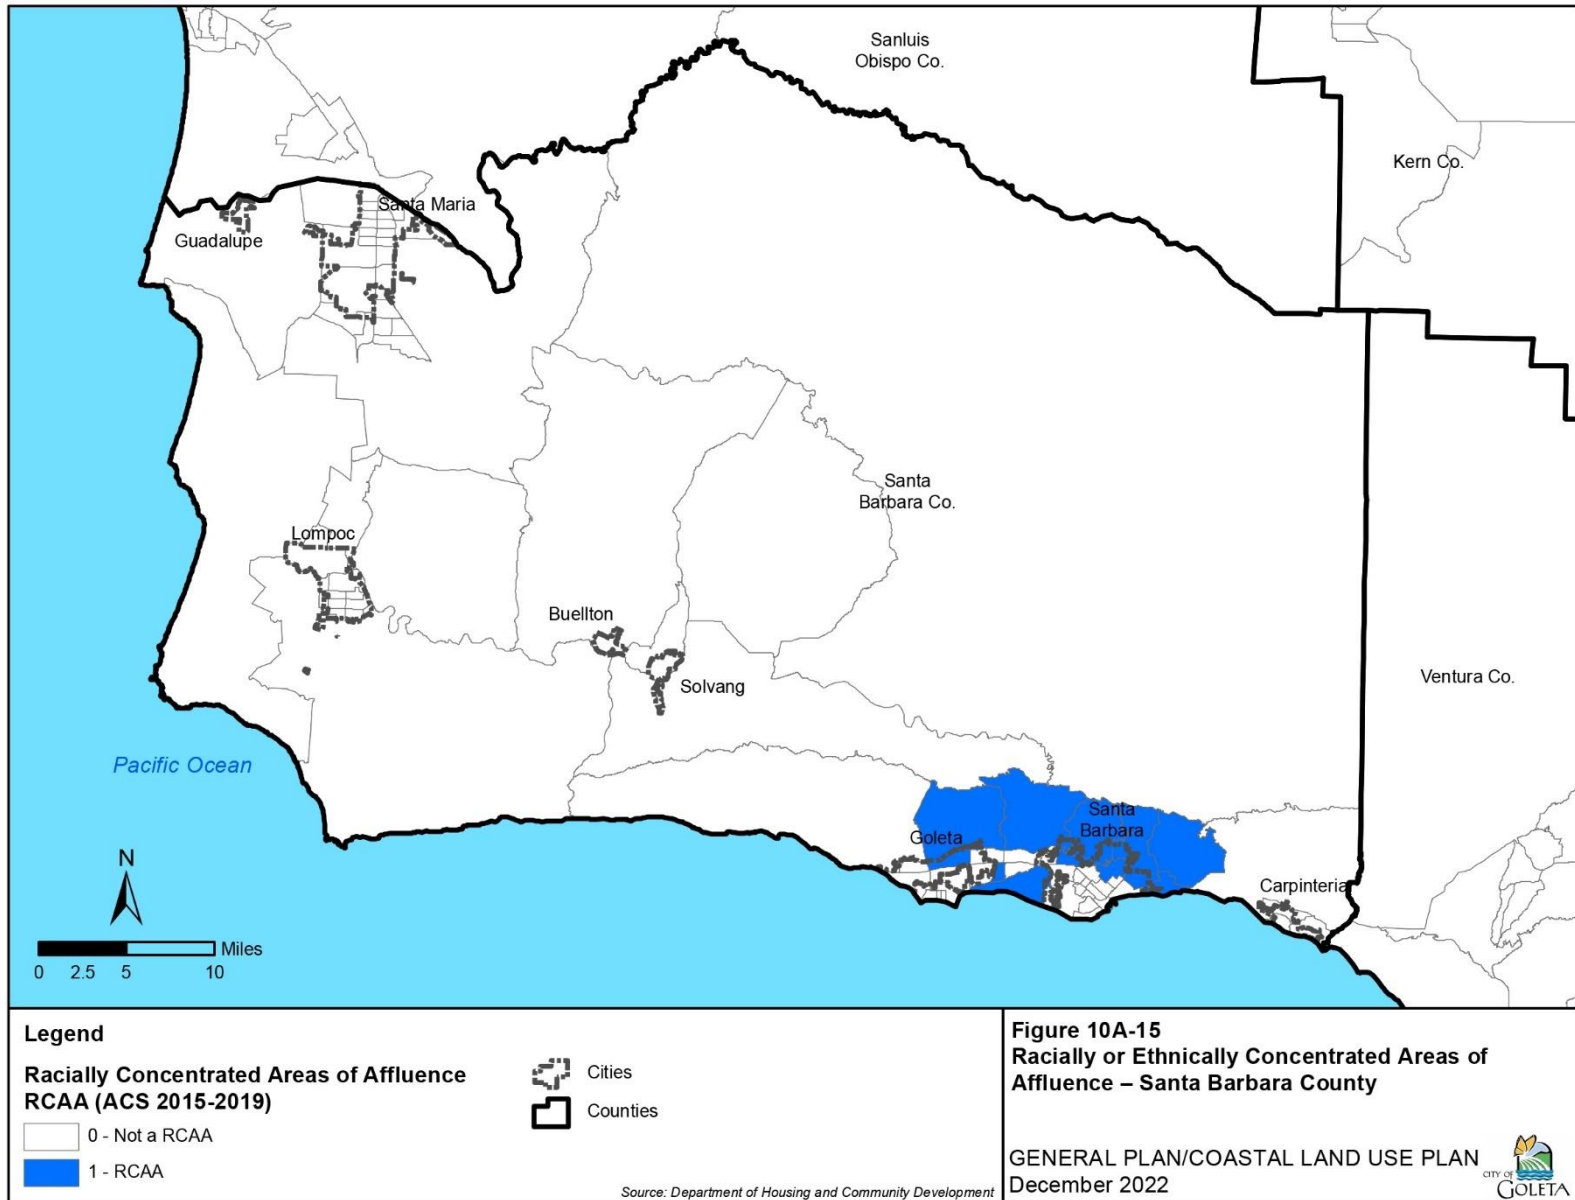 Sanluis
Obispo Co.
Kern Co.
Santa Maria
Guadalupe
Santa
Barbara Co.
Lompoc
Buellton
Solvang
Ventura Co.
Pacific Ocean
Santa
Barbara
Goleta
Carpinteria
N
Miles
0 2.5 5 10
Legend
Racially Concentrated Areas of Affluence
RCAA (ACS 2015-2019)
0 - Not a RCAA
1 - RCAA
Cities
Counties
Source: Department of Housing and Community Development
Figure 10A-15
Racially or Ethnically Concentrated Areas of
Affluence – Santa Barbara County
GENERAL PLAN/COASTAL LAND USE PLAN
December 2022
CITY OF
GOLETA